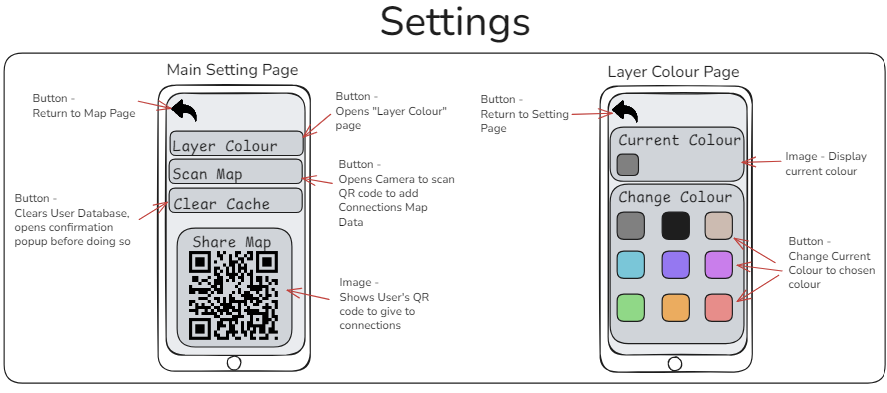 Settings
Main Setting Page
Button -
Return to Map Page
Layer Colour
Scan Map
Clear Cache
Share Map
Button -
Opens "Layer Colour"
page
Button -
Opens Camera to scan
QR code to add
Connections Map
Data
Button -
Clears User Database,
opens confirmation
popup before doing so
Image -
Shows User's QR
code to give to
connections
Layer Colour Page
Button -
Return to Setting
Page
Current Colour
Change Colour
Image - Display
current colour
Button -
Change Current
Colour to chosen
colour